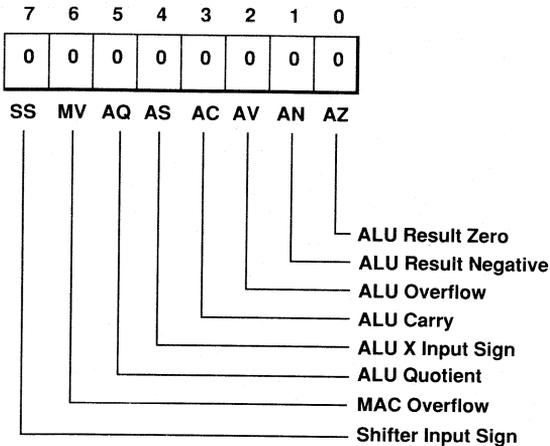 7 6 5 4 3 2 1 0
0 0 0 0 0 0 0 0
SS MV AQ AS AC AV AN AZ
ALU Result Zero
ALU Result Negative
ALU Overflow
ALU Carry
ALU X Input Sign
ALU Quotient
MAC Overflow
Shifter Input Sign